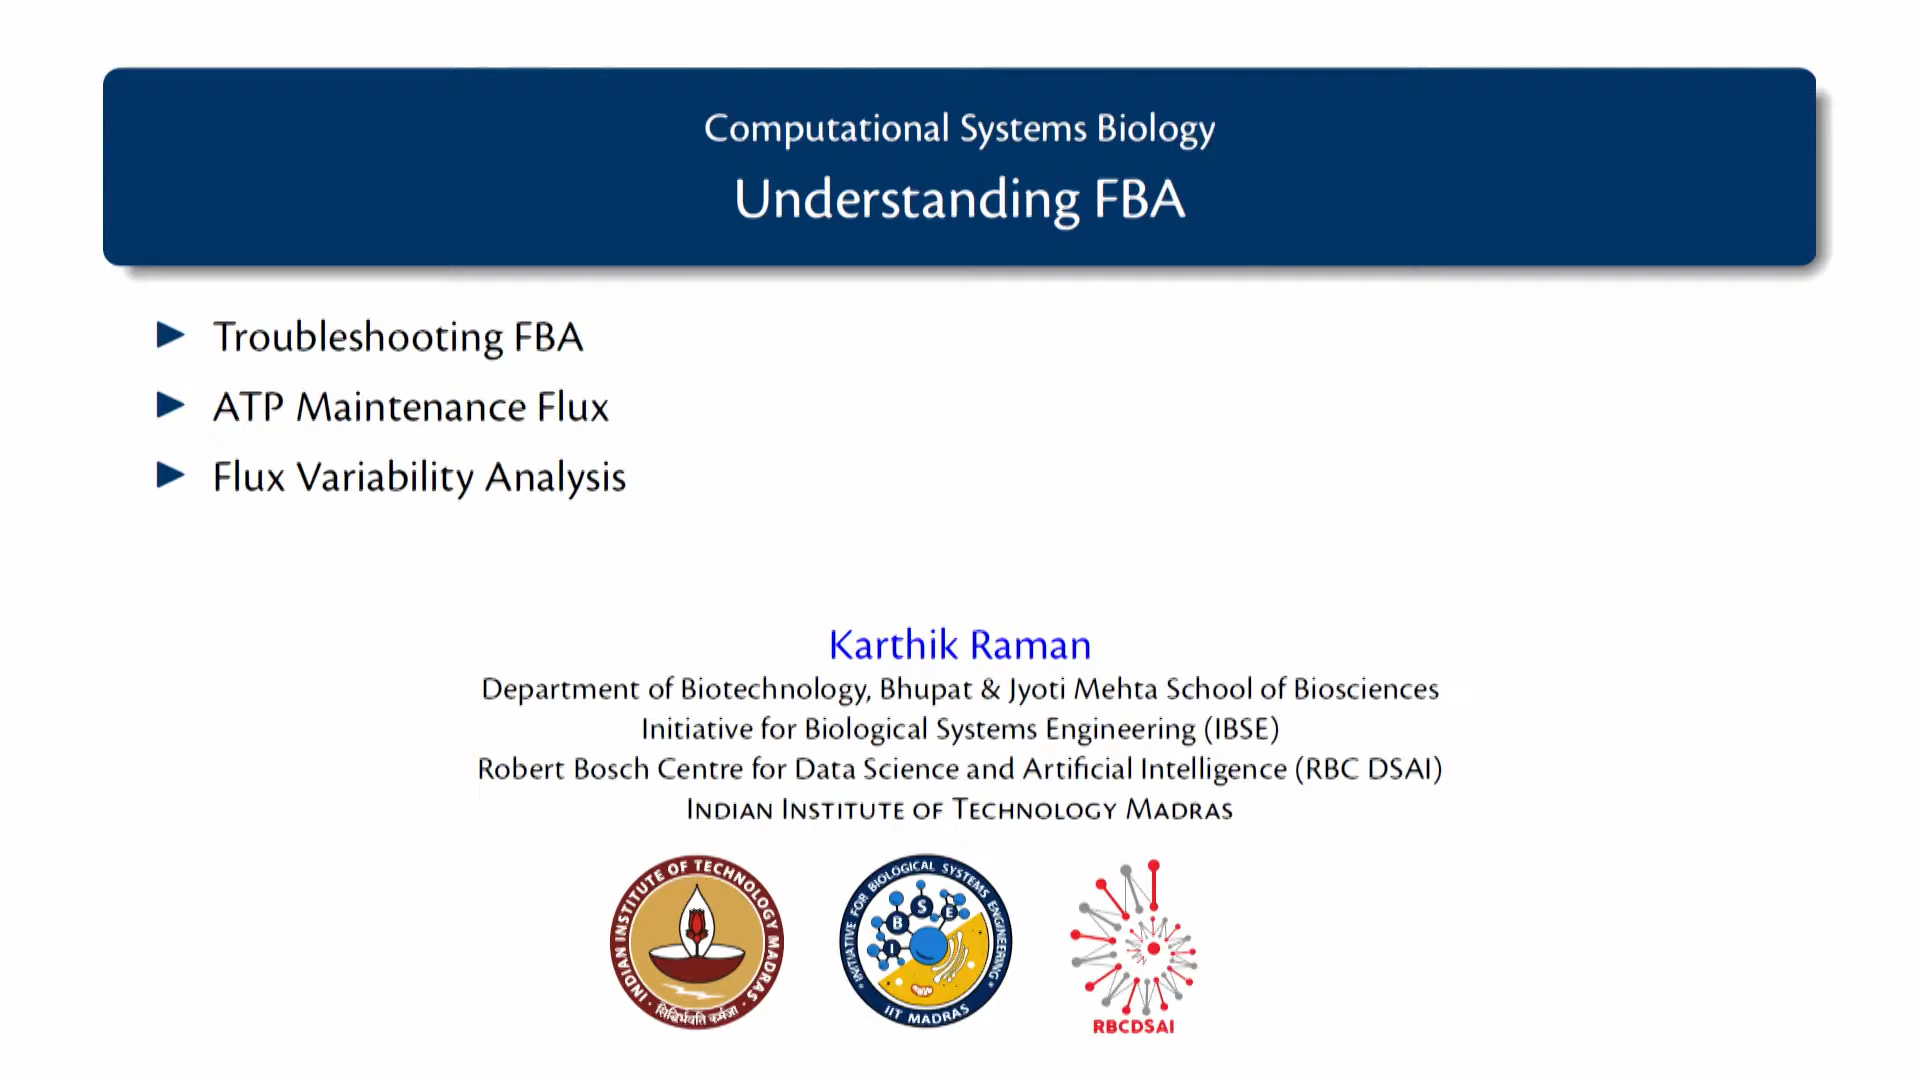 Computational Systems Biology
Understanding FBA
Troubleshooting FBA
ATP Maintenance Flux
Flux Variability Analysis
Karthik Raman
Department of Biotechnology, Bhupat & Jyoti Mehta School of Biosciences
Initiative for Biological Systems Engineering (IBSE)
Robert Bosch Centre for Data Science and Artificial Intelligence (RBC DSAI)
INDIAN INSTITUTE OF TECHNOLOGY MADRAS
INDIAN INSTITUTE OF TECHNOLOGY MADRAS
सिद्धिर्भवति कर्मजा
INITIATIVE FOR BIOLOGICAL SYSTEMS ENGINEERING
I B S E
IIT MADRAS
RBCDSAI